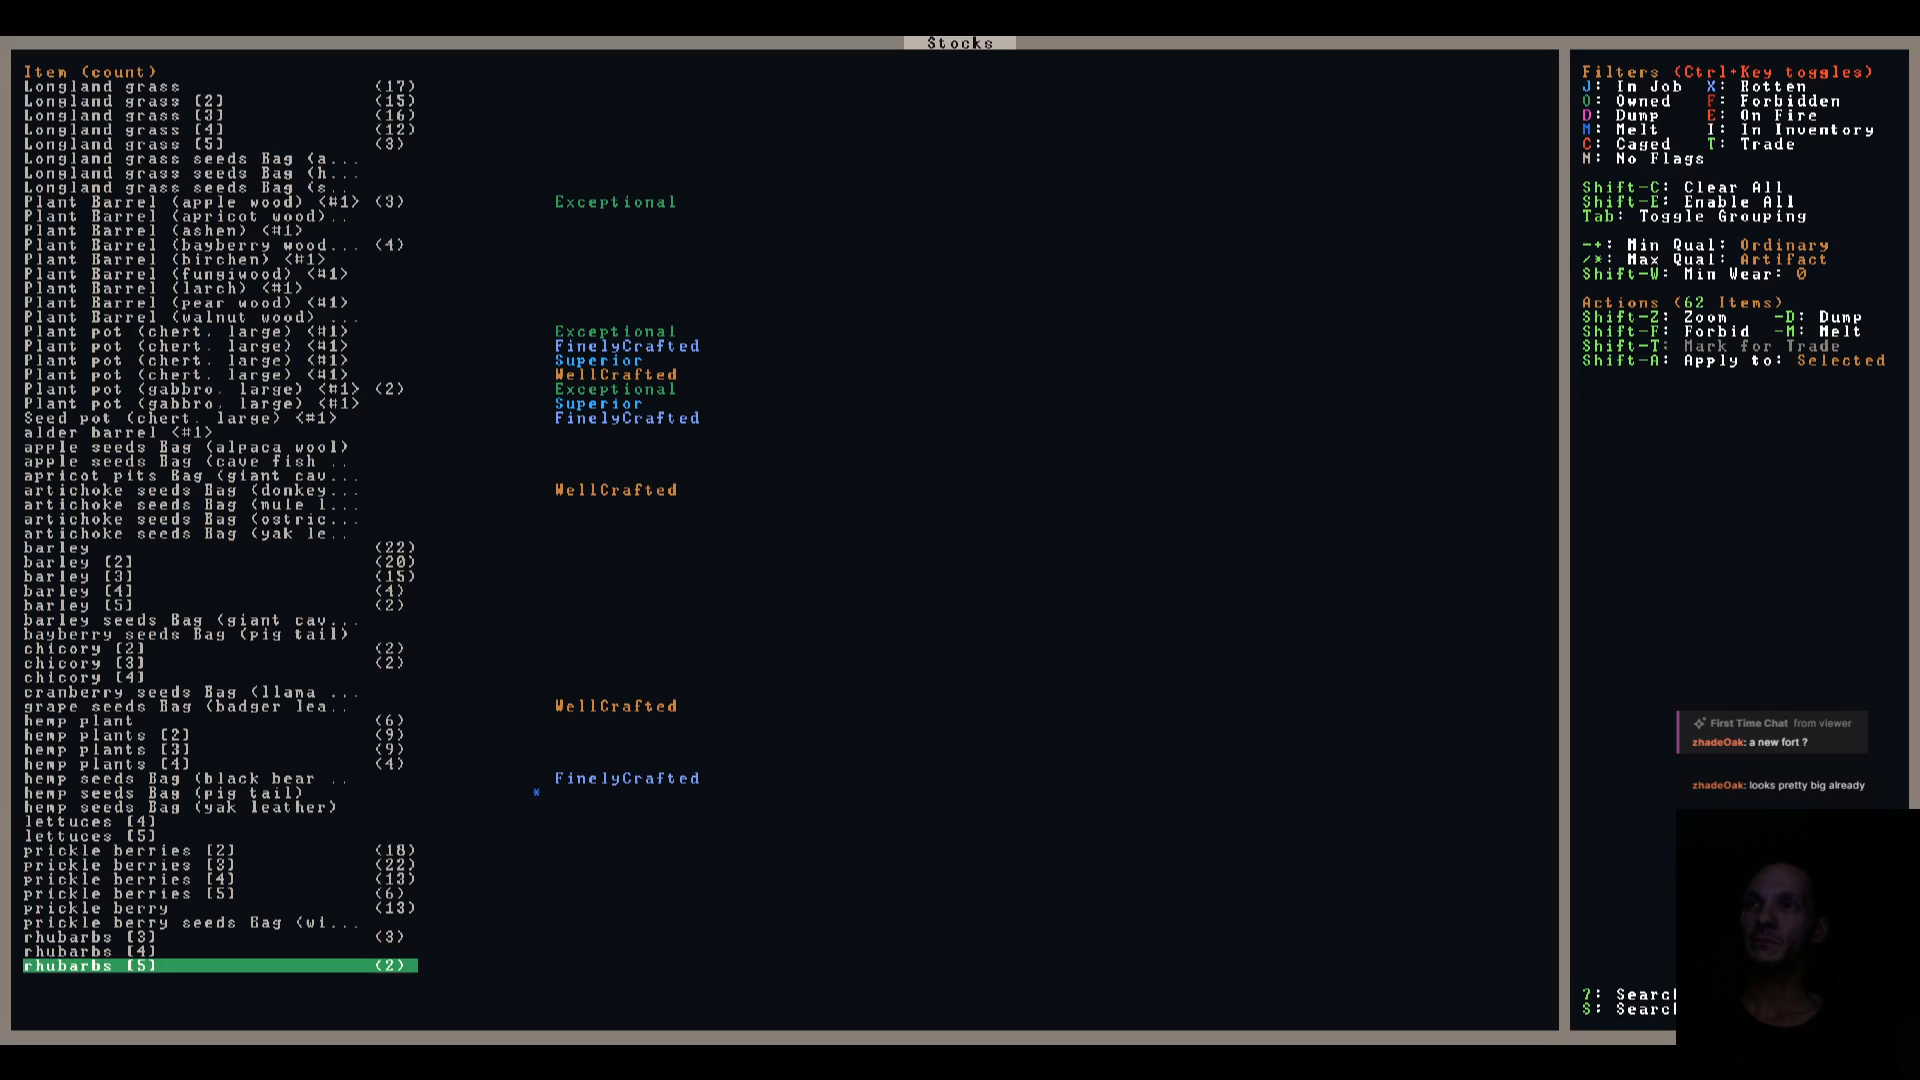 Stocks
Item (count)
Longland grass (17)
Longland grass [2] (15)
Longland grass [3] (16)
Longland grass [4] (12)
Longland grass [5] (3)
Longland grass seeds Bag (a...
Longland grass seeds Bag (h...
Longland grass seeds Bag (s...
Plant Barrel (apple wood) <#1> (3) Exceptional
Plant Barrel (apricot wood)...
Plant Barrel (ashen) <#1>
Plant Barrel (bayberry wood... (4)
Plant Barrel (birchen) <#1>
Plant Barrel (fungiwood) <#1>
Plant Barrel (larch) <#1>
Plant Barrel (pear wood) <#1>
Plant Barrel (walnut wood) ...
Plant pot (chert, large) <#1> Exceptional
Plant pot (chert, large) <#1> FinelyCrafted
Plant pot (chert, large) <#1> Superior
Plant pot (chert, large) <#1> WellCrafted
Plant pot (gabbro, large) <#1> (2) Exceptional
Plant pot (gabbro, large) <#1> Superior
Seed pot (chert, large) <#1> FinelyCrafted
alder barrel <#1>
apple seeds Bag (alpaca wool)
apple seeds Bag (cave fish ...
apricot pits Bag (giant cav...
artichoke seeds Bag (donkey... WellCrafted
artichoke seeds Bag (mule l...
artichoke seeds Bag (ostric...
artichoke seeds Bag (yak le...
barley (22)
barley [2] (20)
barley [3] (15)
barley [4] (4)
barley [5] (2)
barley seeds Bag (giant cav...
bayberry seeds Bag (pig tail)
chicory [2] (2)
chicory [3] (2)
chicory [4]
cranberry seeds Bag (llama ...
grape seeds Bag (badger lea... WellCrafted
hemp plant (6)
hemp plants [2] (9)
hemp plants [3] (9)
hemp plants [4] (4)
hemp seeds Bag (black bear ... FinelyCrafted
hemp seeds Bag (pig tail) *
hemp seeds Bag (yak leather)
lettuces [4]
lettuces [5]
prickle berries [2] (18)
prickle berries [3] (22)
prickle berries [4] (13)
prickle berries [5] (6)
prickle berry (13)
prickle berry seeds Bag (wi...
rhubarbs [3] (3)
rhubarbs [4]
rhubarbs [5] (2)
Filters (Ctrl+Key toggles)
J: In Job X: Rotten
O: Owned F: Forbidden
D: Dump E: On Fire
M: Melt I: In Inventory
C: Caged T: Trade
N: No Flags
Shift-C: Clear All
Shift-E: Enable All
Tab: Toggle Grouping
-+: Min Qual: Ordinary
/*: Max Qual: Artifact
Shift-W: Min Wear: 0
Actions (62 Items)
Shift-Z: Zoom -D: Dump
Shift-F: Forbid -M: Melt
Shift-T: Mark for Trade
Shift-A: Apply to: Selected
First Time Chat from viewer
zhadeOak: a new fort ?
zhadeOak: looks pretty big already
?: Search
S: Search